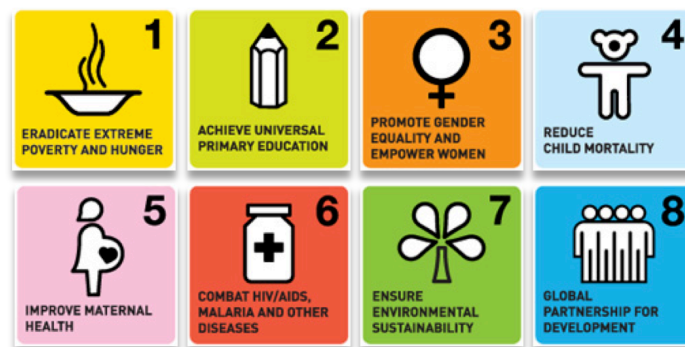 1
ERADICATE EXTREME
POVERTY AND HUNGER
2
ACHIEVE UNIVERSAL
PRIMARY EDUCATION
3
PROMOTE GENDER
EQUALITY AND
EMPOWER WOMEN
4
REDUCE
CHILD MORTALITY
5
IMPROVE MATERNAL
HEALTH
6
COMBAT HIV/AIDS,
MALARIA AND OTHER
DISEASES
7
ENSURE
ENVIRONMENTAL
SUSTAINABILITY
8
GLOBAL
PARTNERSHIP FOR
DEVELOPMENT